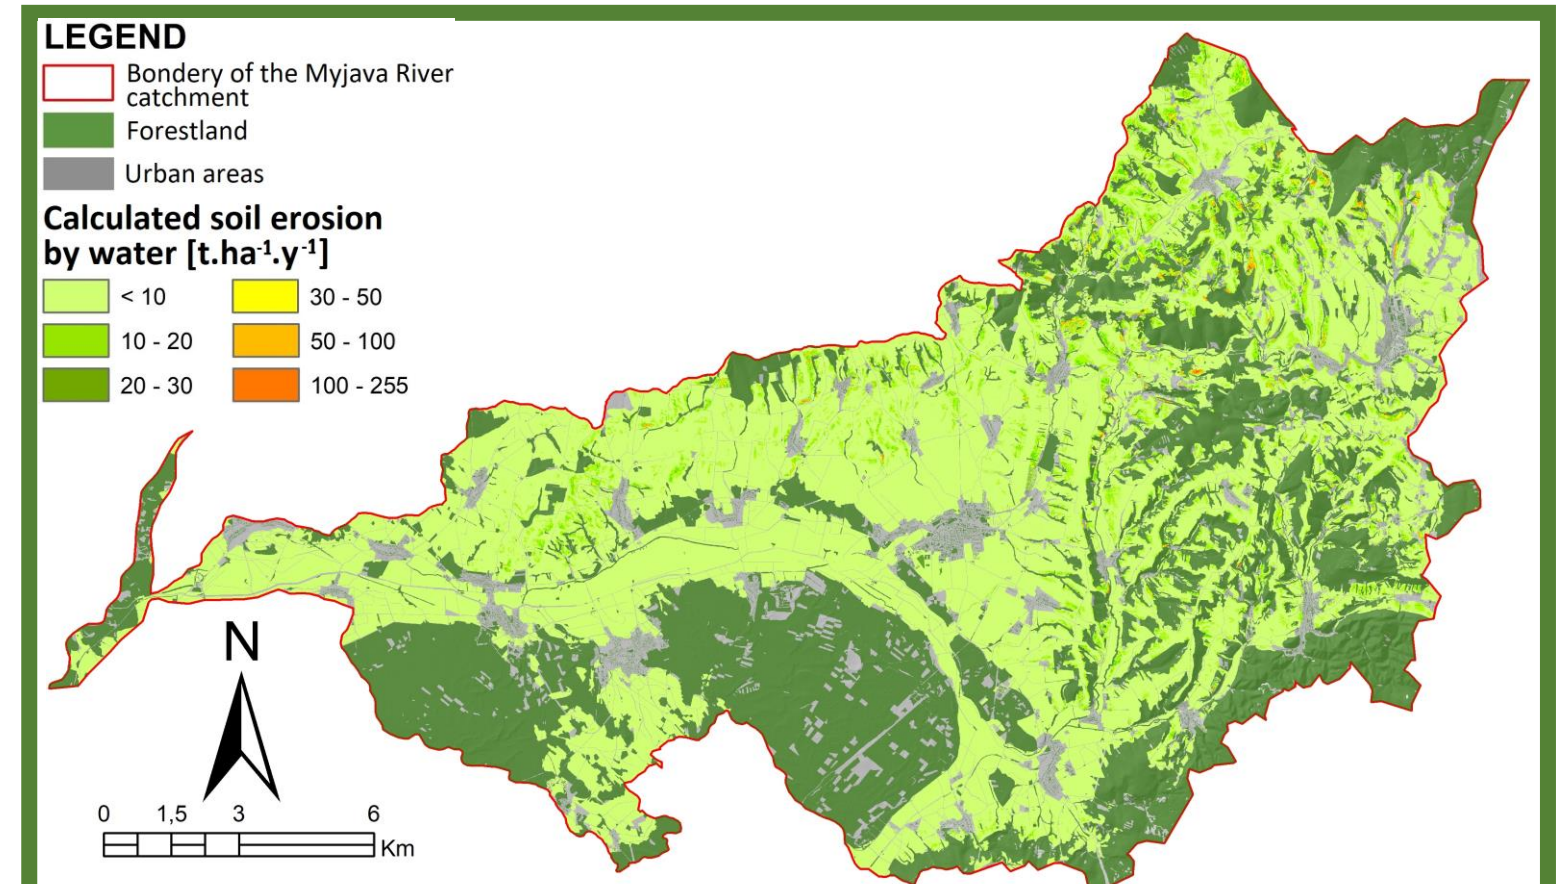 LEGEND
Bondery of the Myjava River
catchment
Forestland
Urban areas
Calculated soil erosion
by water [t.ha⁻¹.y⁻¹]
< 10
30 - 50
10 - 20
50 - 100
20 - 30
100 - 255
N
0 1,5 3 6
Km